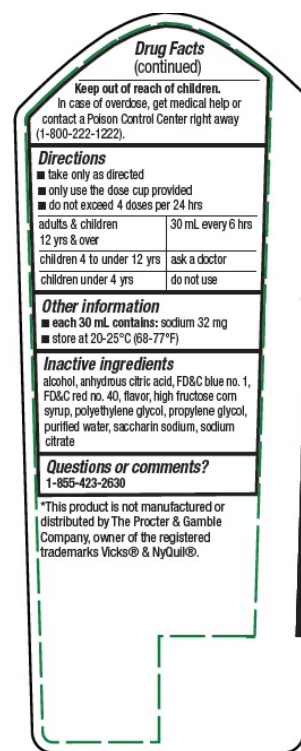 Drug Facts
(continued)
Keep out of reach of children.
In case of overdose, get medical help or
contact a Poison Control Center right away
(1-800-222-1222).
Directions
■ take only as directed
■ only use the dose cup provided
■ do not exceed 4 doses per 24 hrs
adults & children 30 mL every 6 hrs
12 yrs & over
children 4 to under 12 yrs ask a doctor
children under 4 yrs do not use
Other information
■ each 30 mL contains: sodium 32 mg
■ store at 20-25°C (68-77°F)
Inactive ingredients
alcohol, anhydrous citric acid, FD&C blue no. 1,
FD&C red no. 40, flavor, high fructose corn
syrup, polyethylene glycol, propylene glycol,
purified water, saccharin sodium, sodium
citrate
Questions or comments?
1-855-423-2630
*This product is not manufactured or
distributed by The Procter & Gamble
Company, owner of the registered
trademarks Vicks® & NyQuil®.